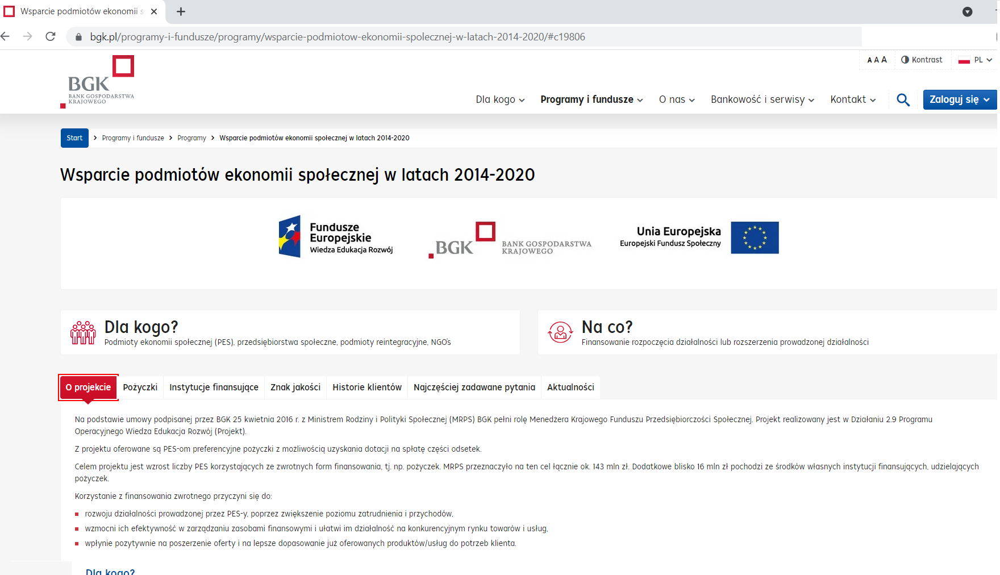 Wsparcie podmiotów ekonomii s
bgk.pl/programy-i-fundusze/programy/wsparcie-podmiotow-ekonomii-spolecznej-w-latach-2014-2020/#c19806
A A A Kontrast PL
BGK
BANK GOSPODARSTWA
KRAJOWEGO
Dla kogo Programy i fundusze O nas Bankowość i serwisy Kontakt Zaloguj się
Start Programy i fundusze Programy Wsparcie podmiotów ekonomii społecznej w latach 2014-2020
Wsparcie podmiotów ekonomii społecznej w latach 2014-2020
Fundusze
Europejskie
Wiedza Edukacja Rozwój
BGK
BANK GOSPODARSTWA
KRAJOWEGO
Unia Europejska
Europejski Fundusz Społeczny
Dla kogo?
Podmioty ekonomii społecznej (PES), przedsiębiorstwa społeczne, podmioty reintegracyjne, NGO's
Na co?
Finansowanie rozpoczęcia działalności lub rozszerzenia prowadzonej działalności
O projekcie Pożyczki Instytucje finansujące Znak jakości Historie klientów Najczęściej zadawane pytania Aktualności
Na podstawie umowy podpisanej przez BGK 25 kwietnia 2016 r. z Ministrem Rodziny i Polityki Społecznej (MRPS) BGK pełni rolę Menedżera Krajowego Funduszu Przedsiębiorczości Społecznej. Projekt realizowany jest w Działaniu 2.9 Programu
Operacyjnego Wiedza Edukacja Rozwój (Projekt).
Z projektu oferowane są PES-om preferencyjne pożyczki z możliwością uzyskania dotacji na spłatę części odsetek.
Celem projektu jest wzrost liczby PES korzystających ze zwrotnych form finansowania, tj. np. pożyczek. MRPS przeznaczyło na ten cel łącznie ok. 143 mln zł. Dodatkowe blisko 16 mln zł pochodzi ze środków własnych instytucji finansujących, udzielających
pożyczek.
Korzystanie z finansowania zwrotnego przyczyni się do:
rozwoju działalności prowadzonej przez PES-y, poprzez zwiększenie poziomu zatrudnienia i przychodów,
wzmocni ich efektywność w zarządzaniu zasobami finansowymi i ułatwi im działalność na konkurencyjnym rynku towarów i usług,
wpłynie pozytywnie na poszerzenie oferty i na lepsze dopasowanie już oferowanych produktów/usług do potrzeb klienta.
Dla kogo?